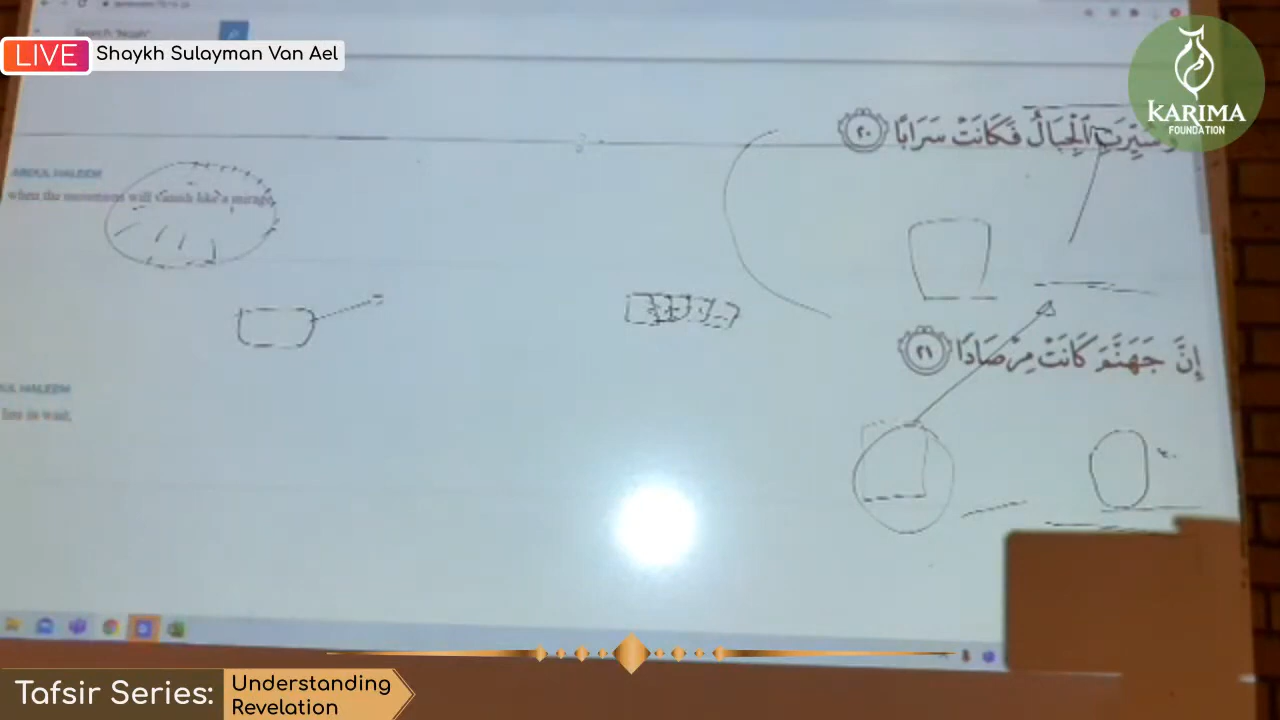 LIVE Shaykh Sulayman Van Ael
KARIMA
FOUNDATION
وَسُيِّرَتِ ٱلْجِبَالُ فَكَانَتْ سَرَابًا ٢٠
ABDUL HALEEM
when the mountains will vanish like a mirage
إِنَّ جَهَنَّمَ كَانَتْ مِرْصَادًا ٢١
HALEEM
lies in wait,
Tafsir Series:
Understanding
Revelation